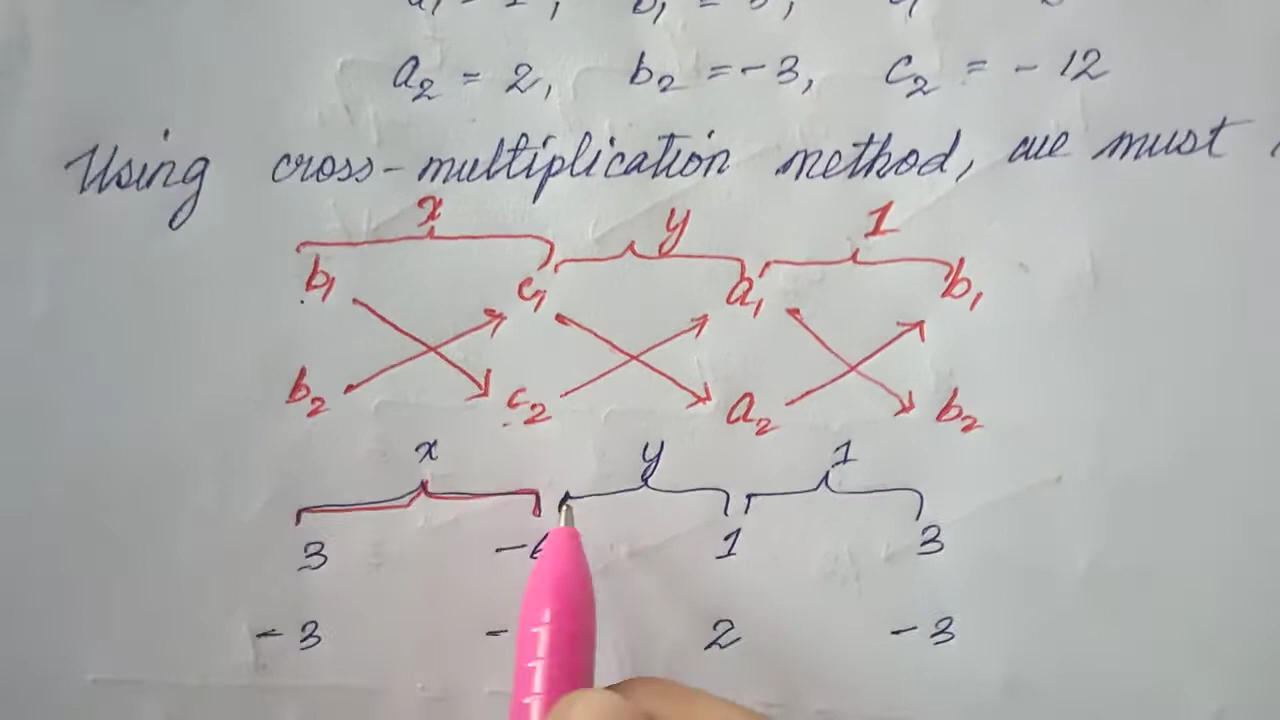 a₂ = 2, b₂ = -3, c₂ = -12
Using cross-multiplication method, we must
x y 1
b₁ c₁ a₁ b₁
b₂ c₂ a₂ b₂
x y 1
3 1 3
-3 - 2 -3